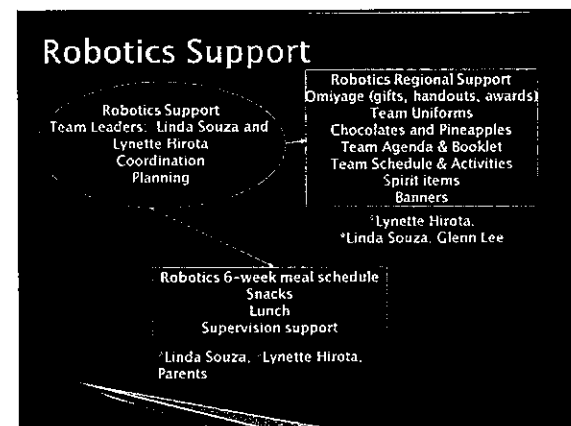 Robotics Support
Robotics Support
Team Leaders: Linda Souza and
Lynette Hirota
Coordination
Planning
Robotics Regional Support
Omiyage (gifts, handouts, awards)
Team Uniforms
Chocolates and Pineapples
Team Agenda & Booklet
Team Schedule & Activities
Spirit items
Banners
*Lynette Hirota,
*Linda Souza, Glenn Lee
Robotics 6-week meal schedule
Snacks
Lunch
Supervision support
*Linda Souza, *Lynette Hirota,
Parents